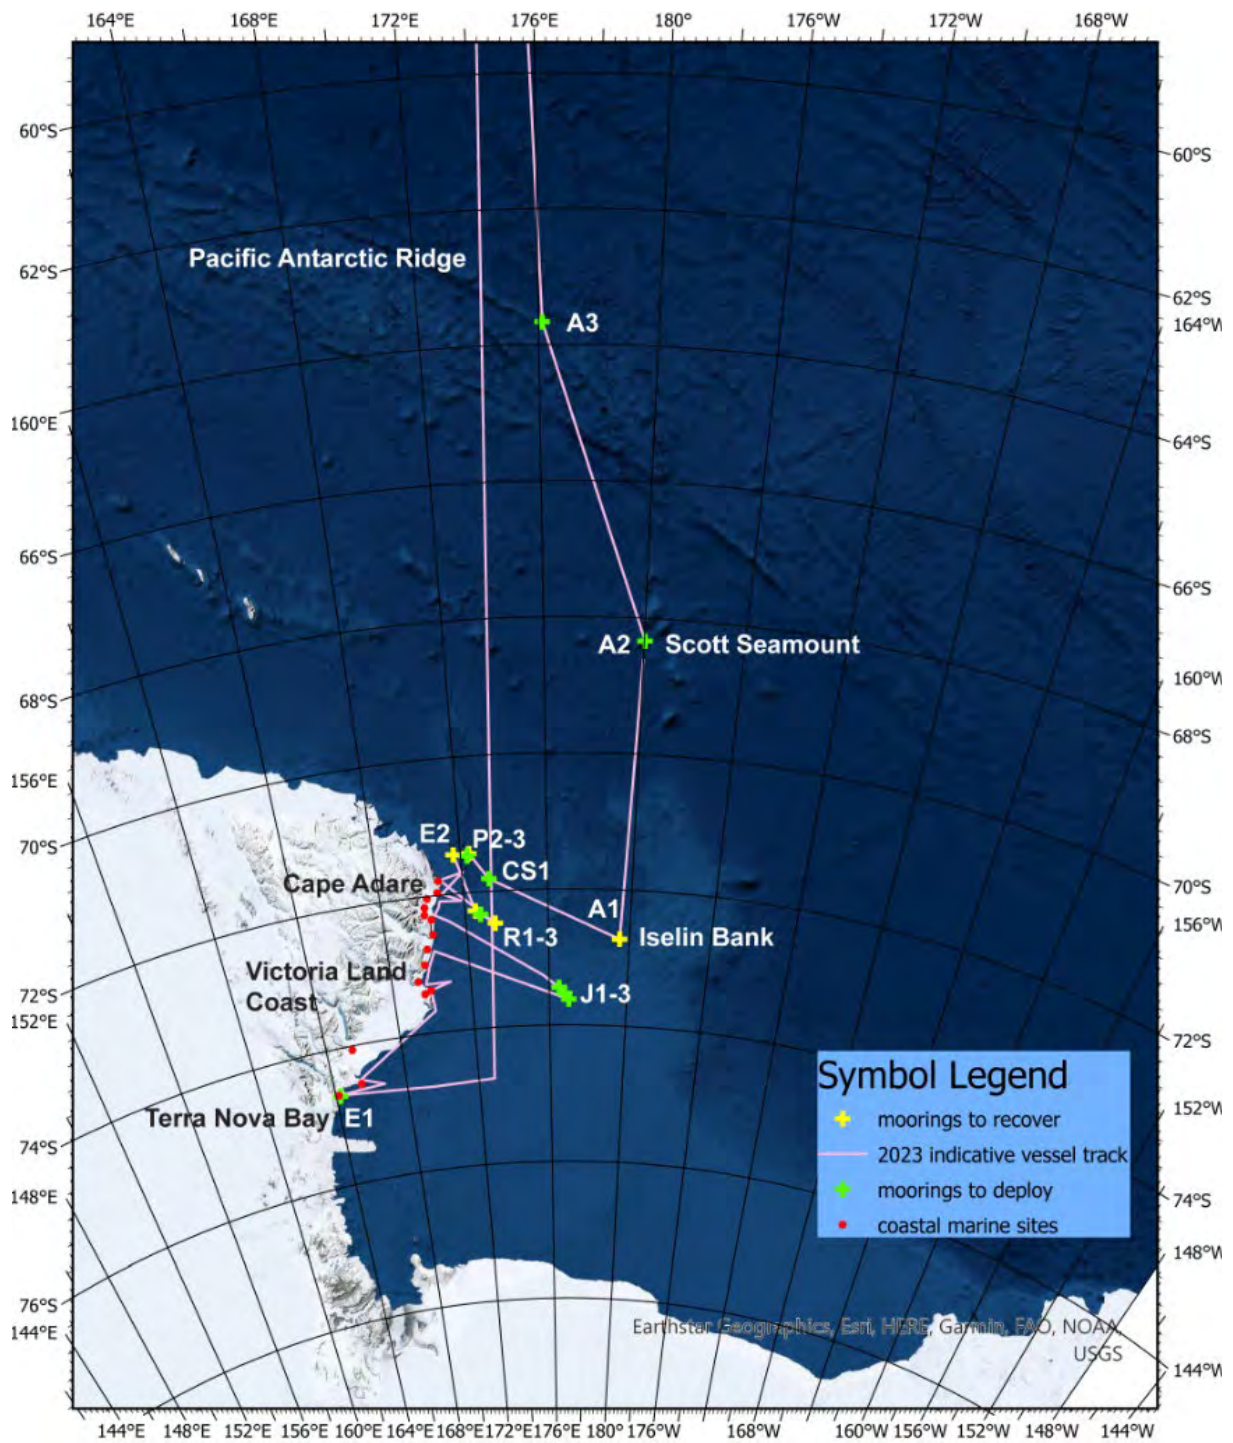 164°E 168°E 172°E 176°E 180° 176°W 172°W 168°W
60°S
60°S
Pacific Antarctic Ridge
62°S
62°S
A3
164°W
160°E
64°S
66°S
66°S
A2 Scott Seamount
160°W
68°S
68°S
156°E
E2 P2-3
70°S
CS1
Cape Adare
70°S
A1
156°W
R1-3 Iselin Bank
Victoria Land
Coast
J1-3
72°S
152°E
72°S
Symbol Legend
moorings to recover
2023 indicative vessel track
moorings to deploy
coastal marine sites
152°W
Terra Nova Bay E1
74°S
148°E
74°S
148°W
76°S
144°E
Earthstar Geographics, Esri, HERE, Garmin, FAO, NOAA,
USGS
144°W
144°E 148°E 152°E 156°E 160°E 168°E 172°E 176°E 180° 176°W 168°W 160°W 156°W 152°W 148°W 144°W